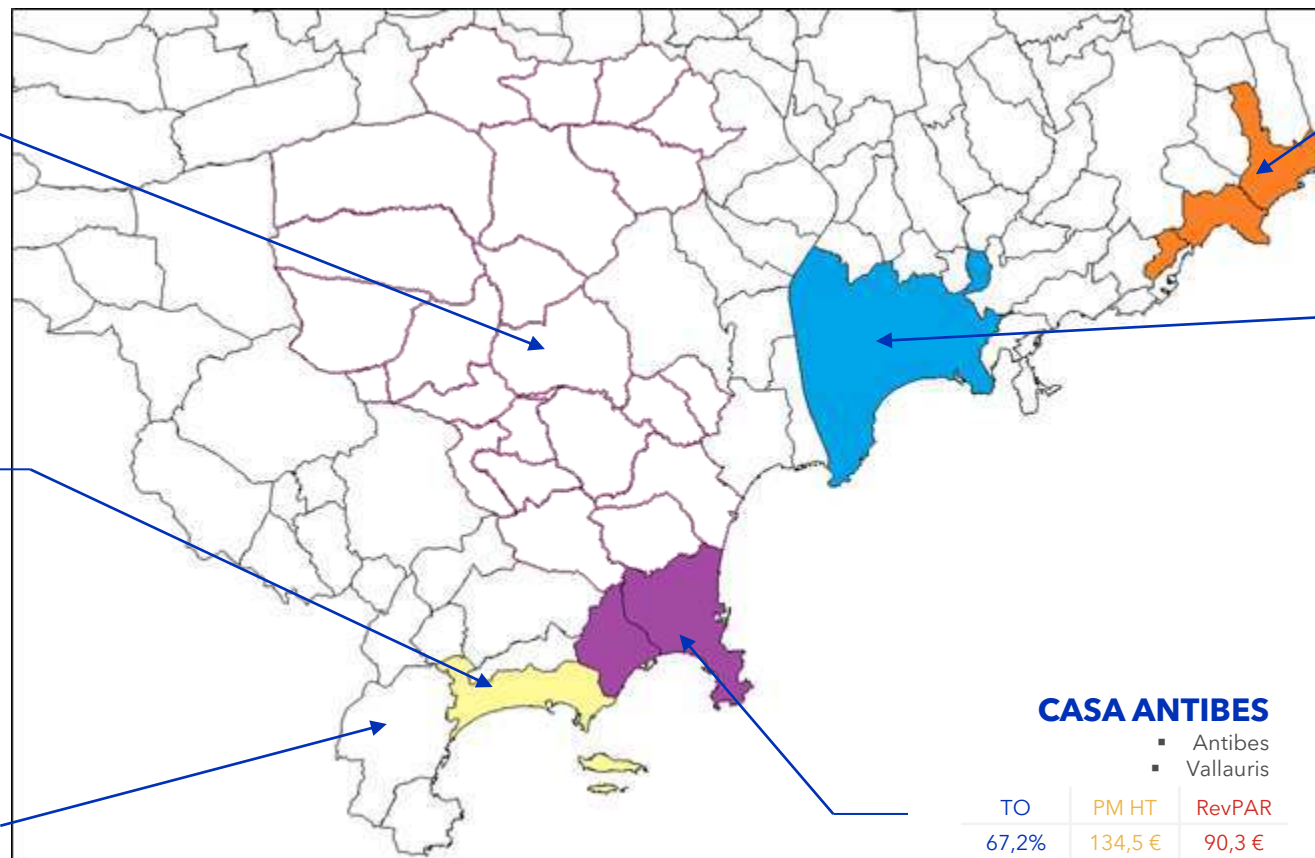 CASA ANTIBES
▪ Antibes
▪ Vallauris
TO PM HT RevPAR
67,2% 134,5 € 90,3 €